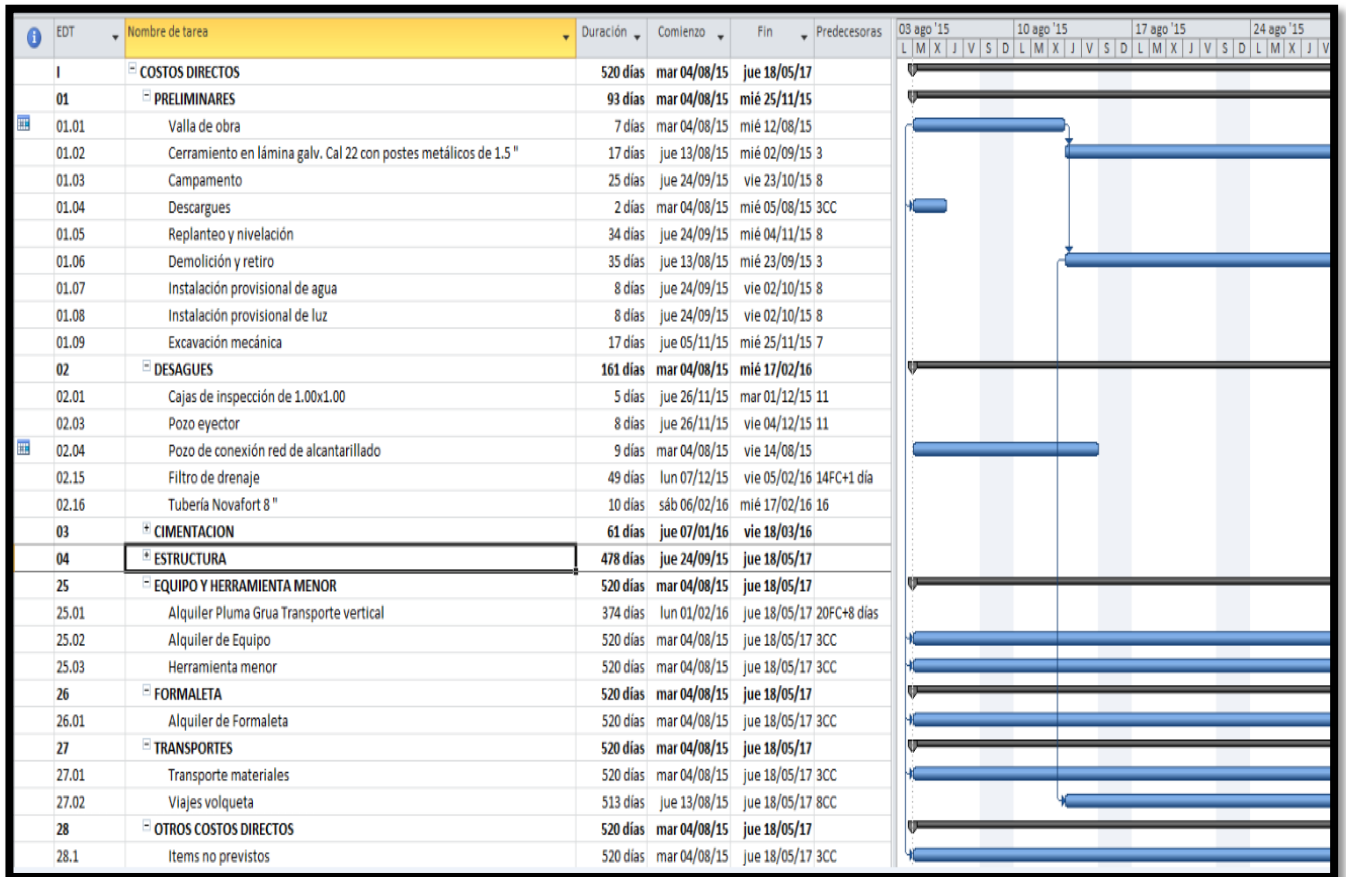 EDT Nombre de tarea Duración Comienzo Fin Predecesoras 03 ago '15 10 ago '15 17 ago '15 24 ago '15
L M X J V S D L M X J V S D L M X J V S D L M X J V
I COSTOS DIRECTOS 520 días mar 04/08/15 jue 18/05/17
01 PRELIMINARES 93 días mar 04/08/15 mié 25/11/15
01.01 Valla de obra 7 días mar 04/08/15 mié 12/08/15
01.02 Cerramiento en lámina galv. Cal 22 con postes metálicos de 1.5 " 17 días jue 13/08/15 mié 02/09/15 3
01.03 Campamento 25 días jue 24/09/15 vie 23/10/15 8
01.04 Descargues 2 días mar 04/08/15 mié 05/08/15 3CC
01.05 Replanteo y nivelación 34 días jue 24/09/15 mié 04/11/15 8
01.06 Demolición y retiro 35 días jue 13/08/15 mié 23/09/15 3
01.07 Instalación provisional de agua 8 días jue 24/09/15 vie 02/10/15 8
01.08 Instalación provisional de luz 8 días jue 24/09/15 vie 02/10/15 8
01.09 Excavación mecánica 17 días jue 05/11/15 mié 25/11/15 7
02 DESAGUES 161 días mar 04/08/15 mié 17/02/16
02.01 Cajas de inspección de 1.00x1.00 5 días jue 26/11/15 mar 01/12/15 11
02.03 Pozo eyector 8 días jue 26/11/15 vie 04/12/15 11
02.04 Pozo de conexión red de alcantarillado 9 días mar 04/08/15 vie 14/08/15
02.15 Filtro de drenaje 49 días lun 07/12/15 vie 05/02/16 14FC+1 día
02.16 Tubería Novafort 8 " 10 días sáb 06/02/16 mié 17/02/16 16
03 CIMENTACION 61 días jue 07/01/16 vie 18/03/16
04 ESTRUCTURA 478 días jue 24/09/15 jue 18/05/17
25 EQUIPO Y HERRAMIENTA MENOR 520 días mar 04/08/15 jue 18/05/17
25.01 Alquiler Pluma Grua Transporte vertical 374 días lun 01/02/16 jue 18/05/17 20FC+8 días
25.02 Alquiler de Equipo 520 días mar 04/08/15 jue 18/05/17 3CC
25.03 Herramienta menor 520 días mar 04/08/15 jue 18/05/17 3CC
26 FORMALETA 520 días mar 04/08/15 jue 18/05/17
26.01 Alquiler de Formaleta 520 días mar 04/08/15 jue 18/05/17 3CC
27 TRANSPORTES 520 días mar 04/08/15 jue 18/05/17
27.01 Transporte materiales 520 días mar 04/08/15 jue 18/05/17 3CC
27.02 Viajes volqueta 513 días jue 13/08/15 jue 18/05/17 8CC
28 OTROS COSTOS DIRECTOS 520 días mar 04/08/15 jue 18/05/17
28.1 Items no previstos 520 días mar 04/08/15 jue 18/05/17 3CC